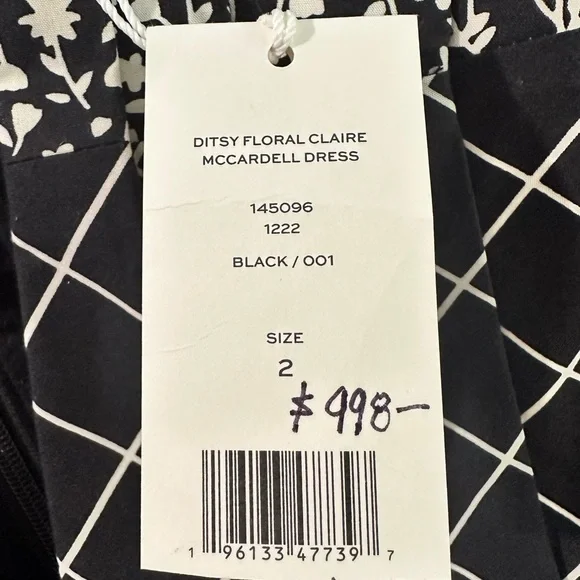 DITSY FLORAL CLAIRE
MCCARDELL DRESS
145096
1222
BLACK / 001
SIZE
2
$998-
1 96133 47739 7